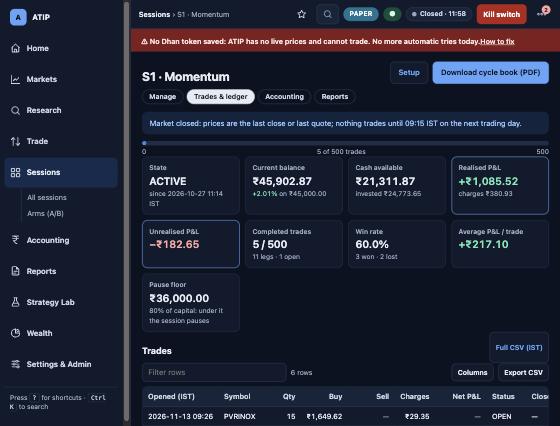 A ATIP
Home
Markets
Research
Trade
Sessions
All sessions
Arms (A/B)
Accounting
Reports
Strategy Lab
Wealth
Settings & Admin
Press ? for shortcuts · Ctrl
K to search
Sessions › S1 · Momentum
PAPER
Closed · 11:58
Kill switch
2
⚠ No Dhan token saved: ATIP has no live prices and cannot trade. No more automatic tries today. How to fix
S1 · Momentum
Setup
Download cycle book (PDF)
Manage
Trades & ledger
Accounting
Reports
Market closed: prices are the last close or last quote; nothing trades until 09:15 IST on the next trading day.
0 5 of 500 trades 500
State
ACTIVE
since 2026-10-27 11:14
IST
Current balance
₹45,902.87
+2.01% on ₹45,000.00
Cash available
₹21,311.87
invested ₹24,773.65
Realised P&L
+₹1,085.52
charges ₹380.93
Unrealised P&L
−₹182.65
Completed trades
5 / 500
11 legs · 1 open
Win rate
60.0%
3 won · 2 lost
Average P&L / trade
+₹217.10
Pause floor
₹36,000.00
80% of capital: under it
the session pauses
Trades
Full CSV (IST)
Filter rows
6 rows
Columns
Export CSV
Opened (IST) Symbol Qty Buy Sell Charges Net P&L Status Close
2026-11-13 09:26 PVRINOX 15 ₹1,649.62 — ₹29.35 — OPEN —